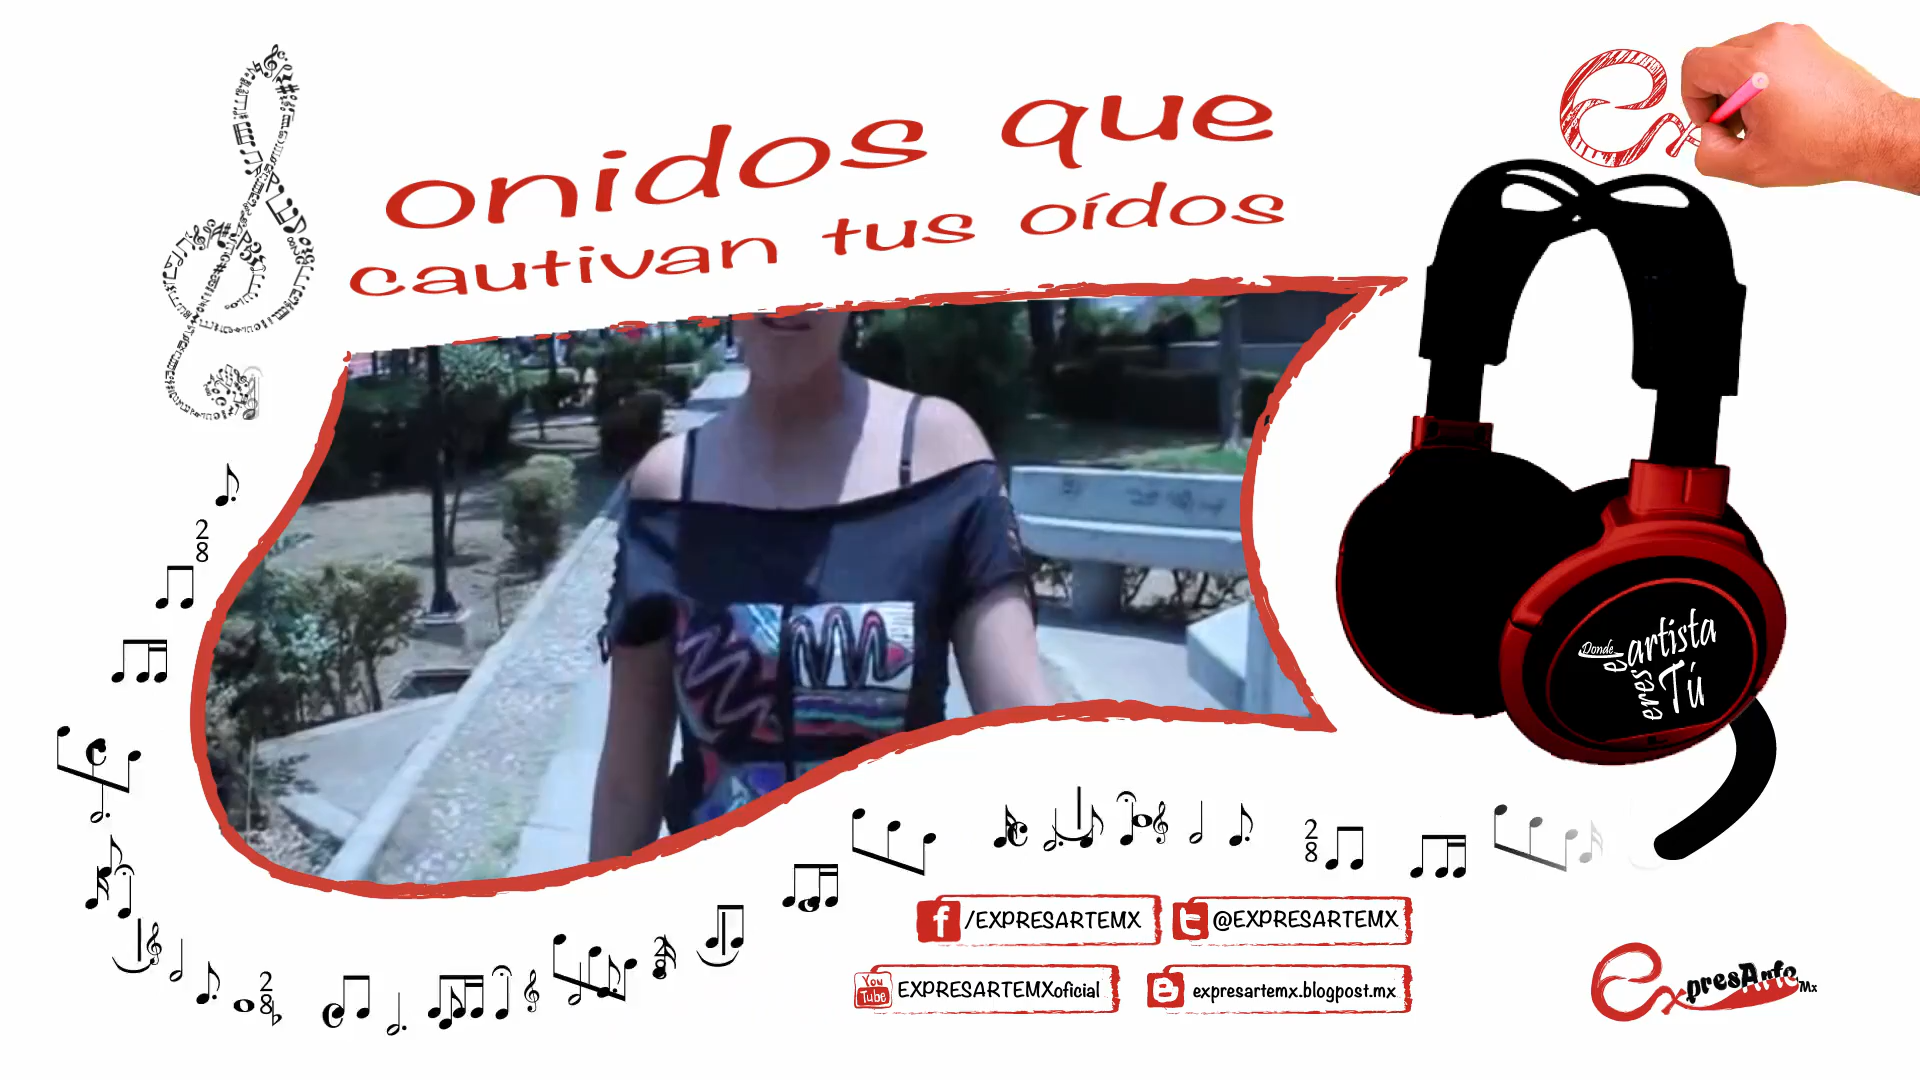 onidos que
cautivan tus oídos
Donde
el artista
eres Tú
/EXPRESARTEMX
@EXPRESARTEMX
You Tube
EXPRESARTEMXoficial
expresartemx.blogpost.mx
ExpresArte Mx